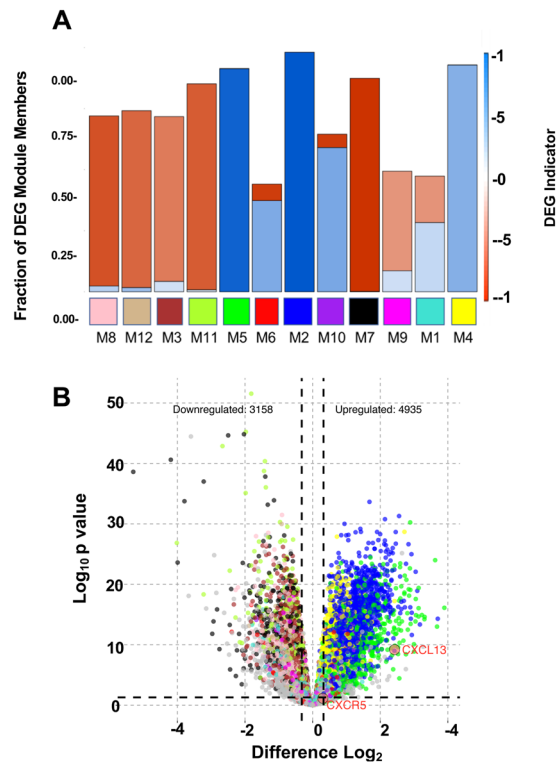 A
Fraction of DEG Module Members
0.00-
0.75-
0.50-
0.25-
0.00-
M8 M12 M3 M11 M5 M6 M2 M10 M7 M9 M1 M4
-1
-5
-0
--5
--1
DEG Indicator
B
Downregulated: 3158
Upregulated: 4935
Log10 p value
50
40
30
20
10
0
CXCL13
CXCR5
-4 -2 0 2 -4
Difference Log2